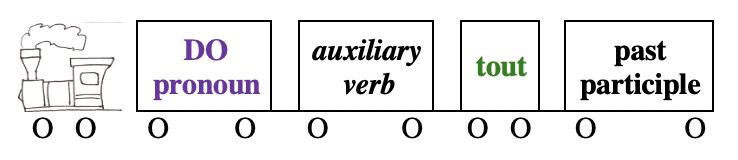 DO pronoun
auxiliary verb
tout
past participle
O O O O O O O O O O